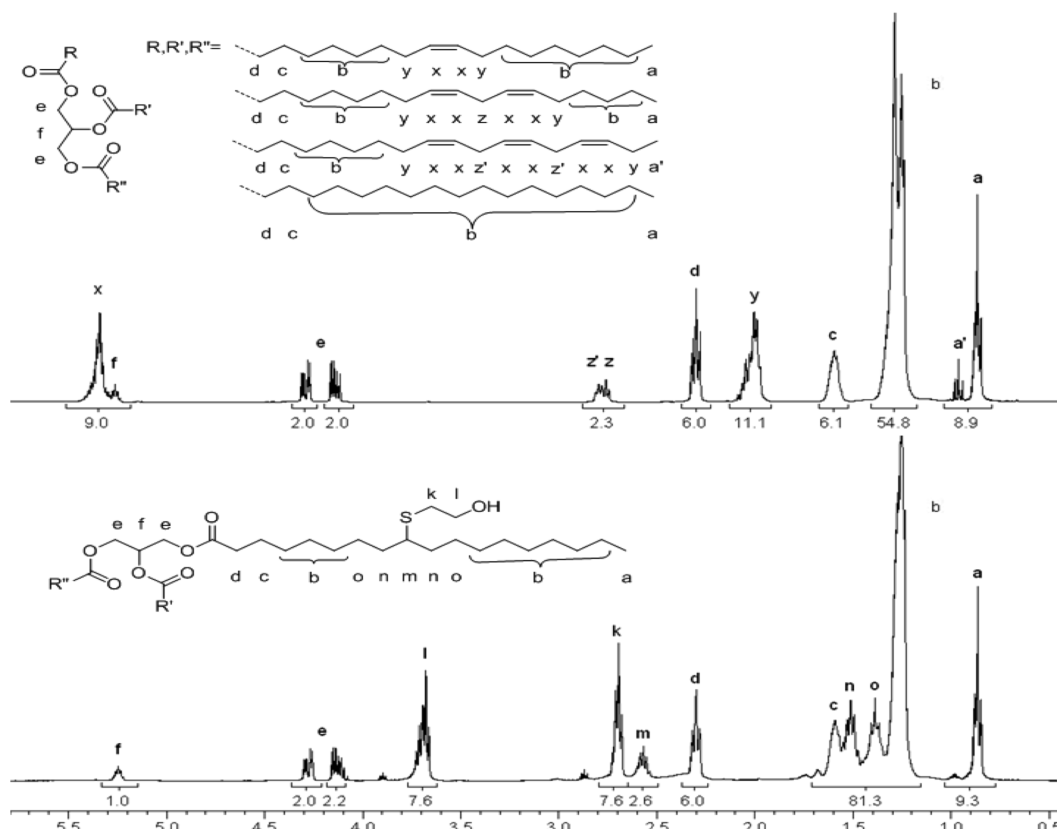 R,R',R"=
R
O
O
e
O
R'
f
O
e
O
O
R"
d c b y x x y b a
d c b y x x z x x y b a
d c b y x x z' x x z' x x y a'
d c b a
b
x
f
e
z' z
d
y
c
a'
a
9.0 2.0 2.0 2.3 6.0 11.1 6.1 54.8 8.9
k l
OH
S
e f e
O
O
O
O
O
R"
O
R'
d c b o n m n o b a
b
f
e
l
k
m
d
c
n
o
a
1.0 2.0 2.2 7.6 7.6 2.6 6.0 81.3 9.3
5.5 5.0 4.5 4.0 3.5 3.0 2.5 2.0 1.5 1.0 0.5